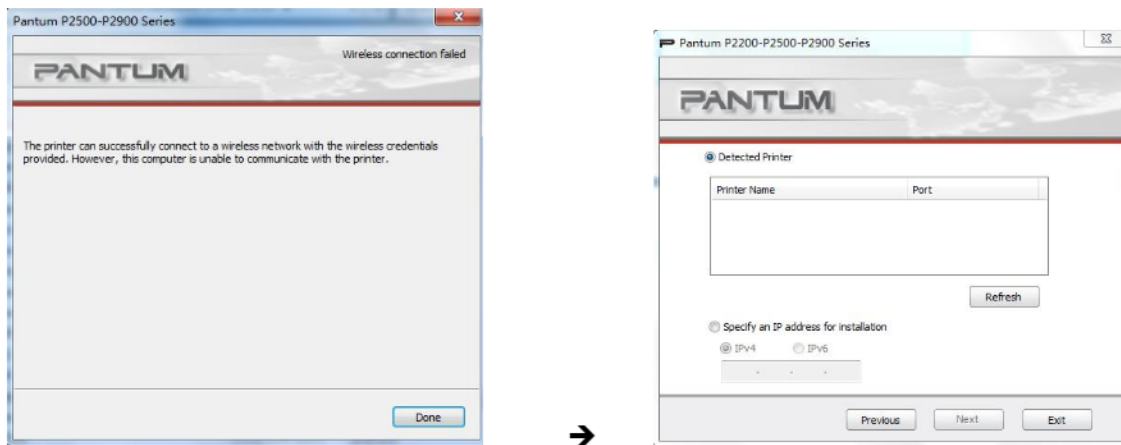 Pantum P2500-P2900 Series
Wireless connection failed
PANTUM
The printer can successfully connect to a wireless network with the wireless credentials
provided. However, this computer is unable to communicate with the printer.
Done
➔
Pantum P2200-P2500-P2900 Series
PANTUM
Detected Printer
Printer Name Port
Refresh
Specify an IP address for installation
IPv4 IPv6
. . .
Previous Next Exit